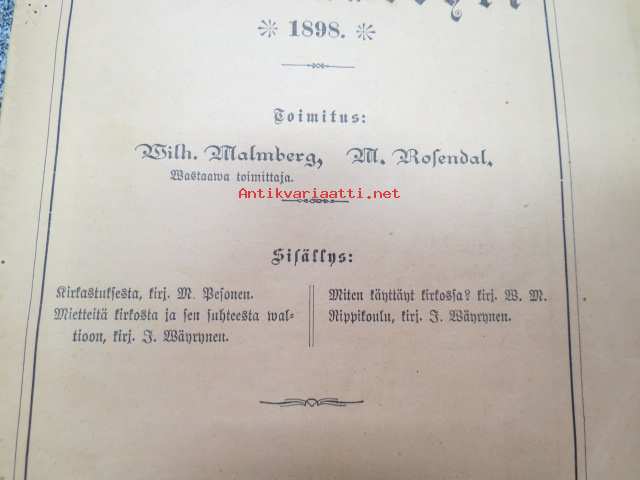 * 1898. *
Toimitus:
Wilh. Malmberg, M. Rosendal.
Wastaawa toimittaja.
Antikvariaatti.net
Sisällys:
Kirkastuksesta, kirj. M. Pesonen.
Mietteitä kirkosta ja sen suhteesta wal-
tioon, kirj. J. Wäyrynen.
Miten käyttäyt kirkossa? kirj. W. M.
Rippikoulu, kirj. J. Wäyrynen.